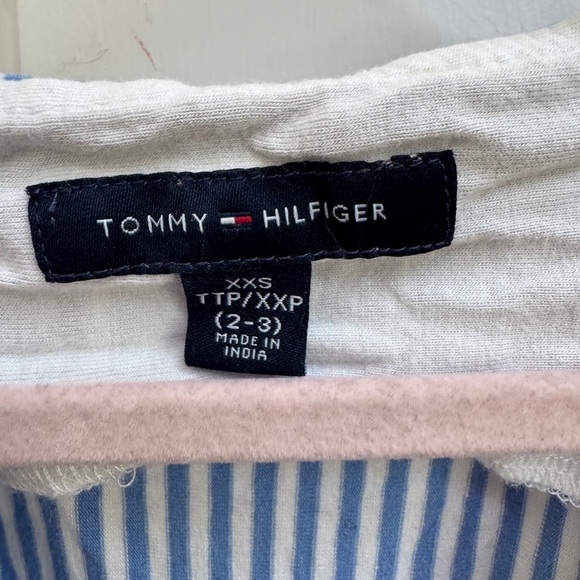 TOMMY HILFIGER
XXS
TTP/XXP
(2-3)
MADE IN
INDIA